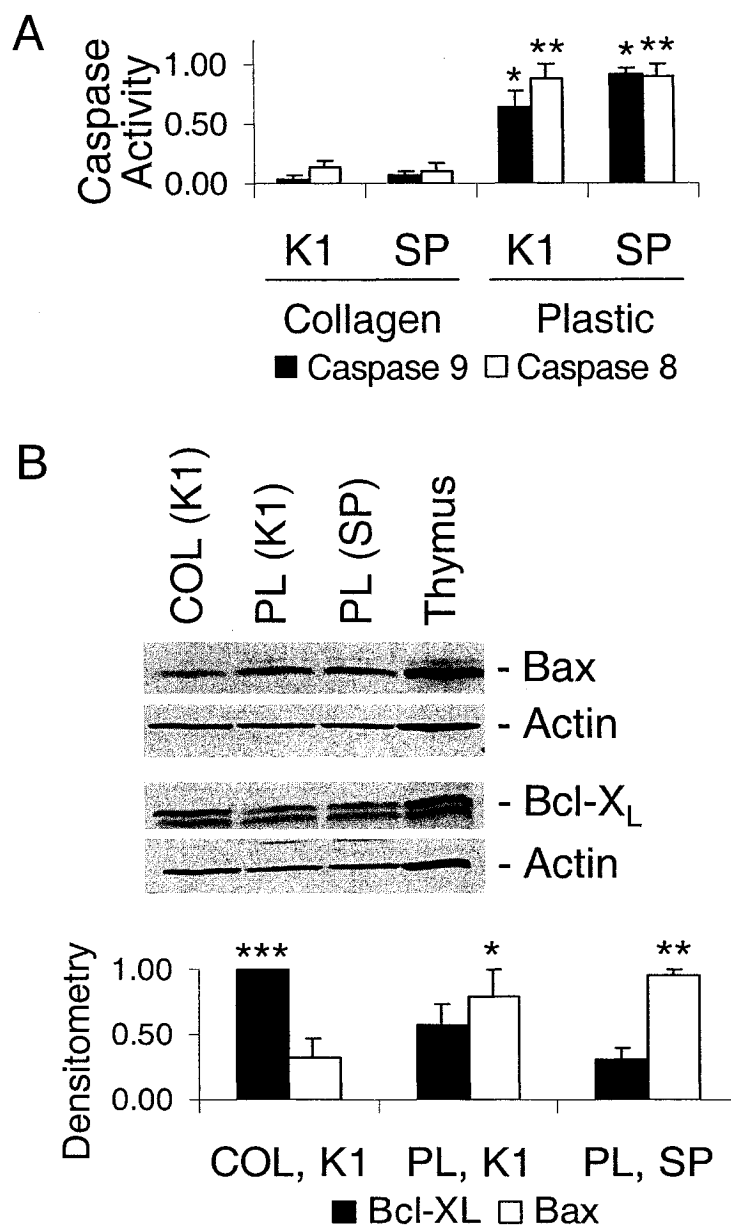 A
Caspase
Activity
1.00
0.50
0.00
* ** * **
K1 SP K1 SP
Collagen Plastic
Caspase 9 Caspase 8
B
COL (K1)
PL (K1)
PL (SP)
Thymus
- Bax
- Actin
- Bcl-XL
- Actin
Densitometry
1.00
0.50
0.00
*** * **
COL, K1 PL, K1 PL, SP
Bcl-XL Bax